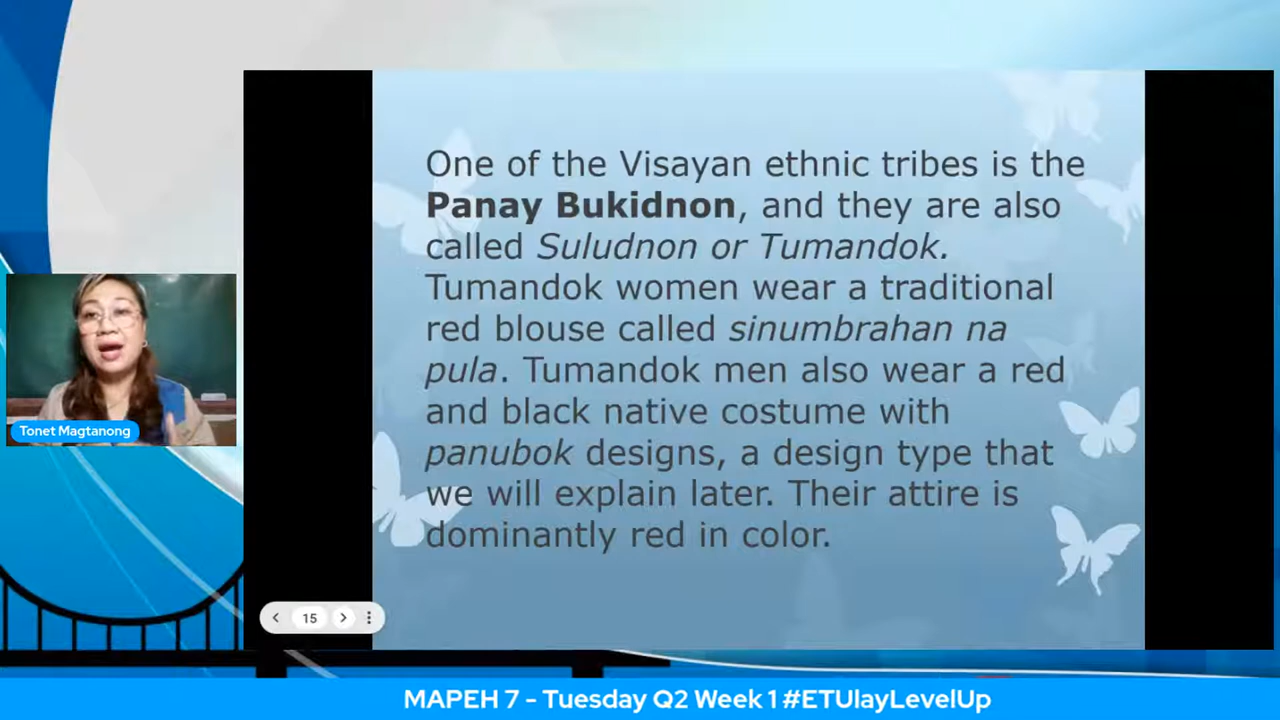 One of the Visayan ethnic tribes is the
Panay Bukidnon, and they are also
called Suludnon or Tumandok.
Tumandok women wear a traditional
red blouse called sinumbrahan na
pula. Tumandok men also wear a red
and black native costume with
panubok designs, a design type that
we will explain later. Their attire is
dominantly red in color.
Tonet Magtanong
15
MAPEH 7 - Tuesday Q2 Week 1 #ETUlayLevelUp